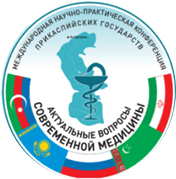 МЕЖДУНАРОДНАЯ НАУЧНО-ПРАКТИЧЕСКАЯ КОНФЕРЕНЦИЯ
ПРИКАСПИЙСКИХ ГОСУДАРСТВ
АКТУАЛЬНЫЕ ВОПРОСЫ
СОВРЕМЕННОЙ МЕДИЦИНЫ